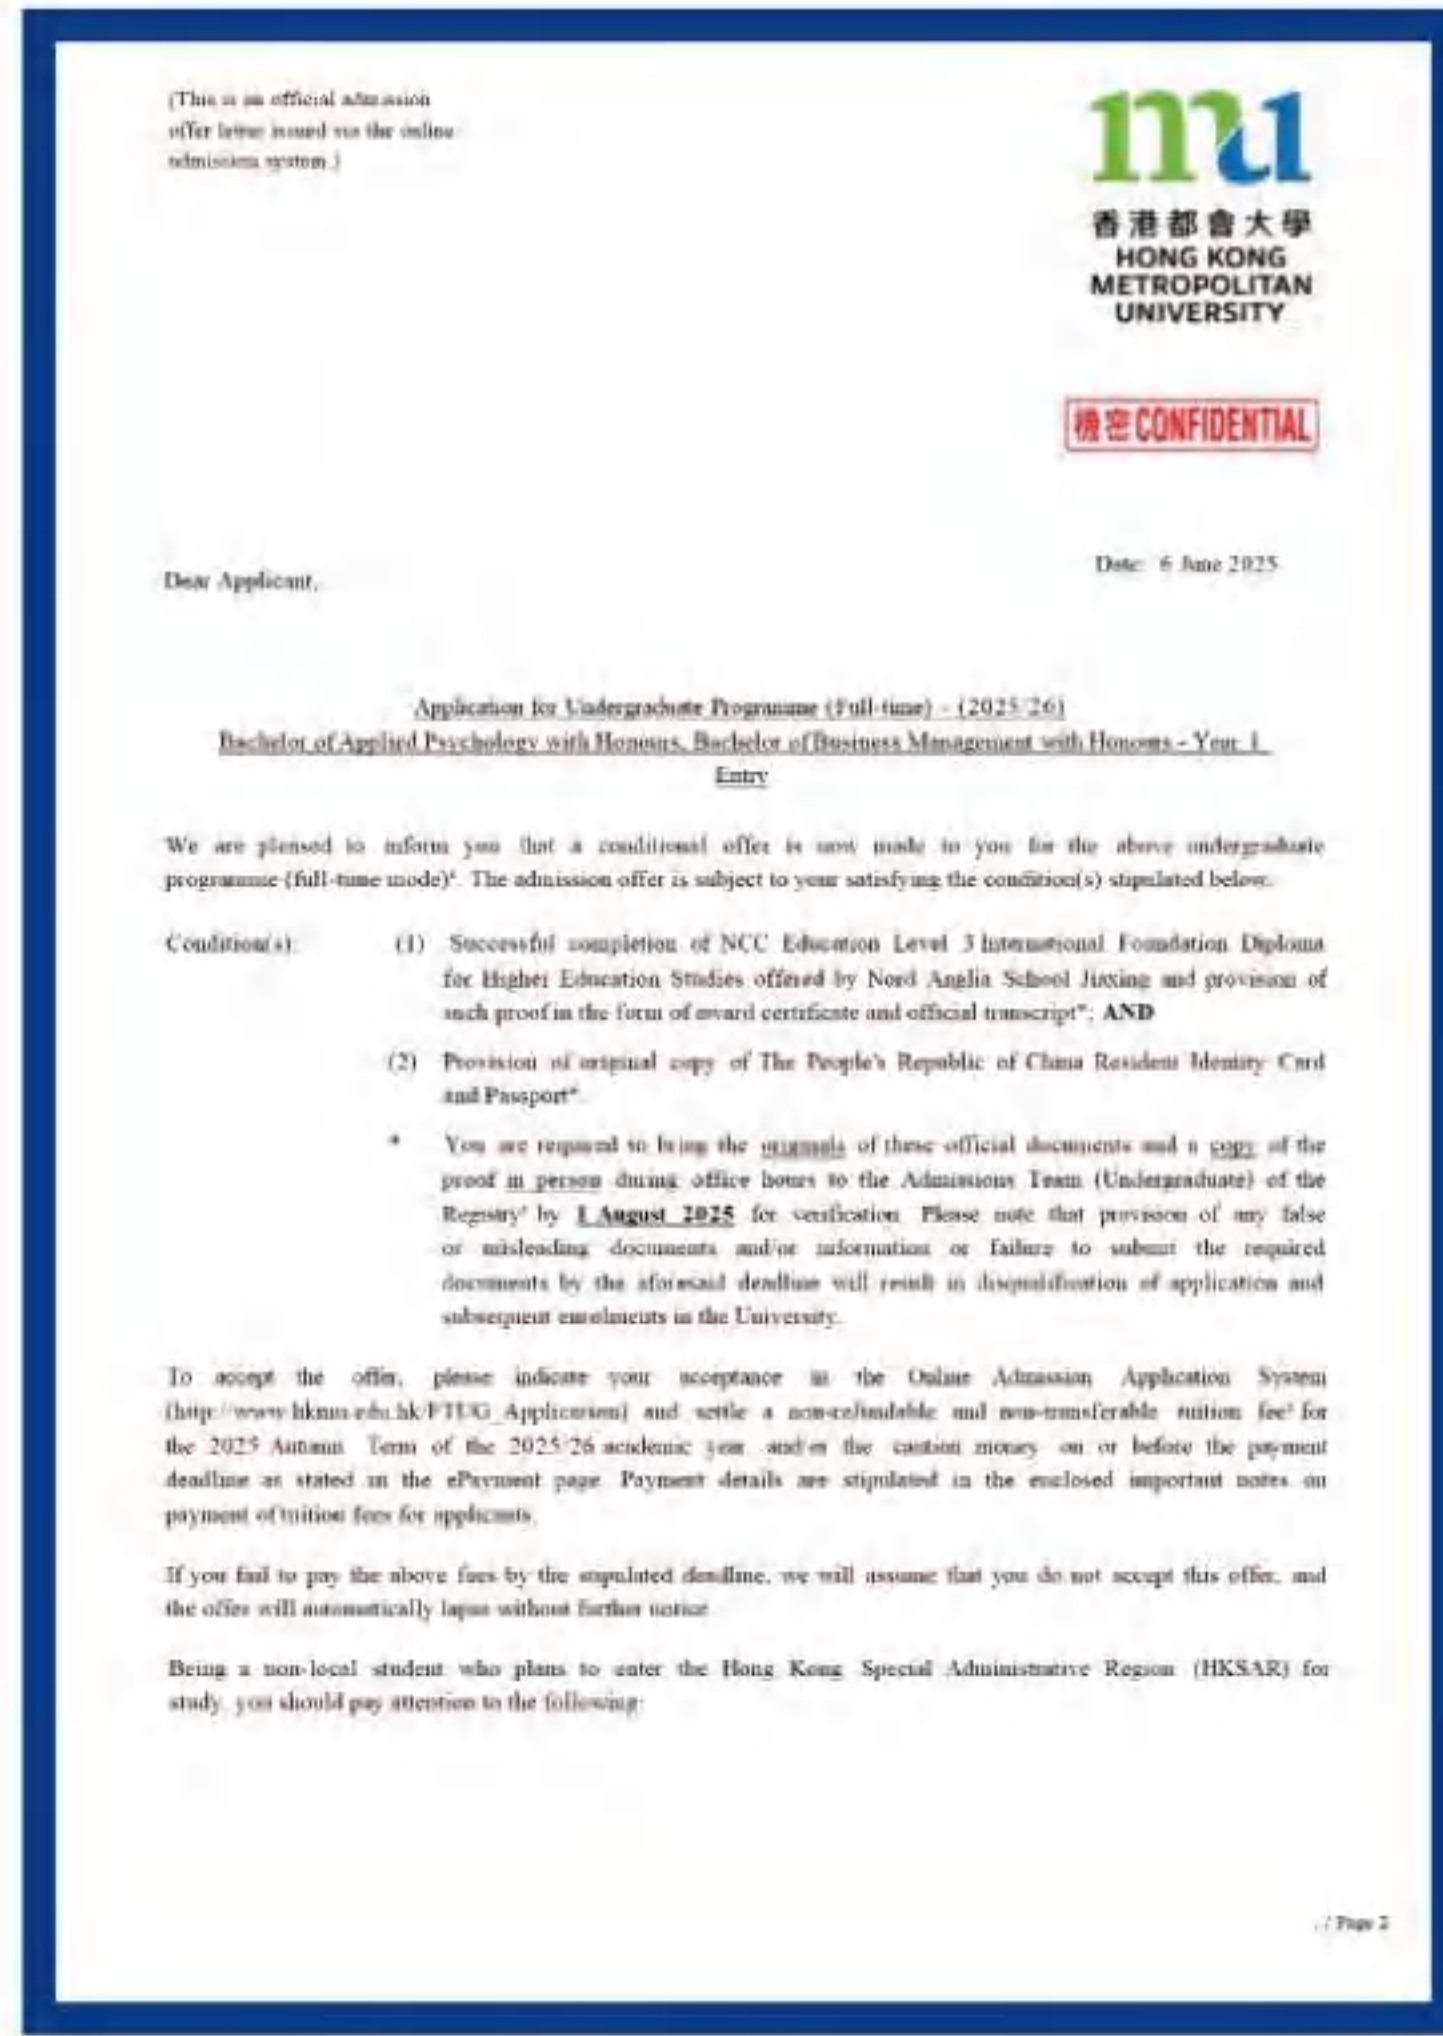 (This is an official admission
offer letter issued via the online
admission system.)
mu
香港都會大學
HONG KONG
METROPOLITAN
UNIVERSITY
機密 CONFIDENTIAL
Date: 6 June 2025
Dear Applicant,
Application for Undergraduate Programme (Full-time) - (2025/26)
Bachelor of Applied Psychology with Honours, Bachelor of Business Management with Honours - Year 1
Entry
We are pleased to inform you that a conditional offer is now made to you for the above undergraduate
programme (full-time mode). The admission offer is subject to your satisfying the condition(s) stipulated below.
Condition(s): (1) Successful completion of NCC Education Level 3 International Foundation Diploma
for Higher Education Studies offered by Nord Anglia School Jiaxing and provision of
such proof in the form of award certificate and official transcript*; AND
(2) Provision of original copy of The People's Republic of China Resident Identity Card
and Passport*
* You are required to bring the originals of these official documents and a copy of the
proof in person during office hours to the Admissions Team (Undergraduate) of the
Registry by 1 August 2025 for verification. Please note that provision of any false
or misleading documents and/or information or failure to submit the required
documents by the aforesaid deadline will result in disqualification of application and
subsequent enrolments in the University.
To accept the offer, please indicate your acceptance in the Online Admission Application System
(http://www.hkmu.edu.hk/FTUG_Application) and settle a non-refundable and non-transferable tuition fee for
the 2025 Autumn Term of the 2025/26 academic year and/or the caution money on or before the payment
deadline as stated in the ePayment page. Payment details are stipulated in the enclosed important notes on
payment of tuition fees for applicants.
If you fail to pay the above fees by the stipulated deadline, we will assume that you do not accept this offer, and
the offer will automatically lapse without further notice.
Being a non-local student who plans to enter the Hong Kong Special Administrative Region (HKSAR) for
study, you should pay attention to the following:
../ Page 2